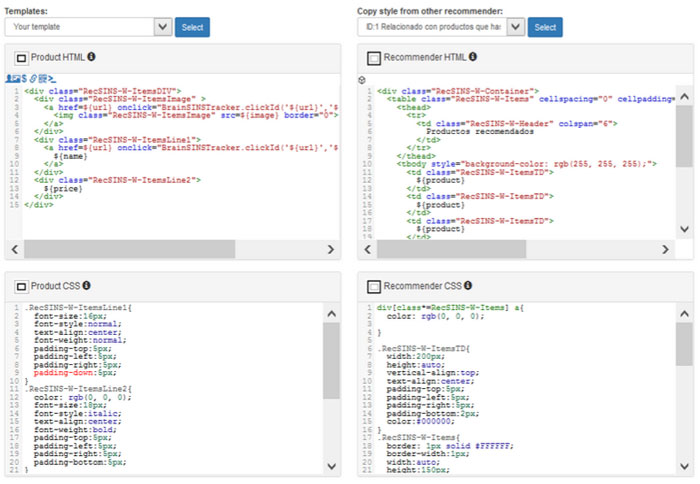 Templates:
Your template
Select
Copy style from other recommender:
ID:1 Relacionado con productos que ha
Select
Product HTML
1 <div class="RecSINS-W-ItemsDIV">
2 <div class="RecSINS-W-ItemsImage" >
3 <a href=${url} onclick="BrainSINSTracker.clickId('${url}','$
4 <img class="RecSINS-W-ItemsImage" src=${image} border="0">
5 </a>
6 </div>
7 <div class="RecSINS-W-ItemsLine1">
8 <a href=${url} onclick="BrainSINSTracker.clickId('${url}','$
9 ${name}
10 </a>
11 </div>
12 <div class="RecSINS-W-ItemsLine2">
13 ${price}
14 </div>
15 </div>
Recommender HTML
1 <div class="RecSINS-W-Container">
2 <table class="RecSINS-W-Items" cellspacing="0" cellpadding=
3 <thead>
4 <tr>
5 <td class="RecSINS-W-Header" colspan="6">
6 Productos recomendados
7 </td>
8 </tr>
9 </thead>
10 <tbody style="background-color: rgb(255, 255, 255);">
11 <td class="RecSINS-W-ItemsTD">
12 ${product}
13 </td>
14 <td class="RecSINS-W-ItemsTD">
15 ${product}
16 </td>
17 <td class="RecSINS-W-ItemsTD">
18 ${product}
</td>
Product CSS
1 .RecSINS-W-ItemsLine1{
2 font-size:16px;
3 font-style:normal;
4 text-align:center;
5 font-weight:normal;
6 padding-top:5px;
7 padding-left:5px;
8 padding-right:5px;
9 padding-down:5px;
10 }
11 .RecSINS-W-ItemsLine2{
12 color: rgb(0, 0, 0);
13 font-size:18px;
14 font-style:italic;
15 text-align:center;
16 font-weight:bold;
17 padding-top:5px;
18 padding-left:5px;
19 padding-right:5px;
20 padding-bottom:5px;
21 }
Recommender CSS
1 div[class*=RecSINS-W-Items] a{
2 color: rgb(0, 0, 0);
3
4 }
5
6 .RecSINS-W-ItemsTD{
7 width:200px;
8 height:auto;
9 vertical-align:top;
10 text-align:center;
11 padding-top:5px;
12 padding-left:5px;
13 padding-right:5px;
14 padding-bottom:2px;
15 color:#000000;
16 }
17 .RecSINS-W-Items{
18 border: 1px solid #FFFFFF;
19 border-width:1px;
20 width:auto;
21 height:150px;